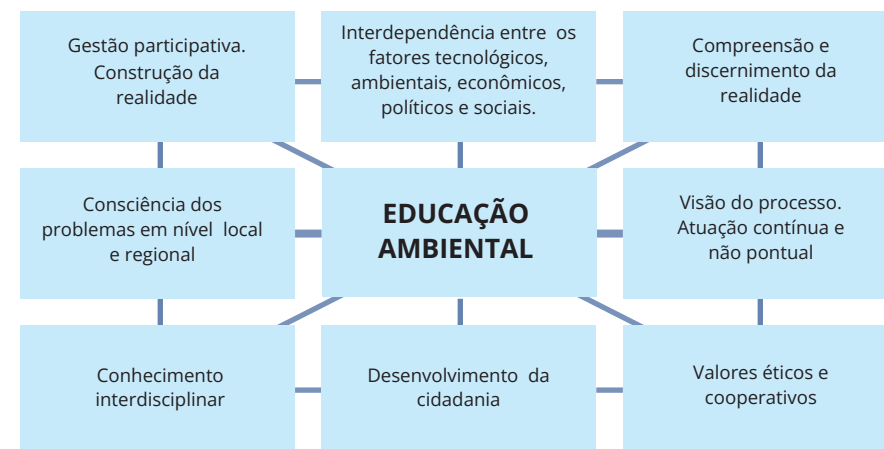 Gestão participativa.
Construção da
realidade
Interdependência entre os
fatores tecnológicos,
ambientais, econômicos,
políticos e sociais.
Compreensão e
discernimento da
realidade
Consciência dos
problemas em nível local
e regional
EDUCAÇÃO
AMBIENTAL
Visão do processo.
Atuação contínua e
não pontual
Conhecimento
interdisciplinar
Desenvolvimento da
cidadania
Valores éticos e
cooperativos